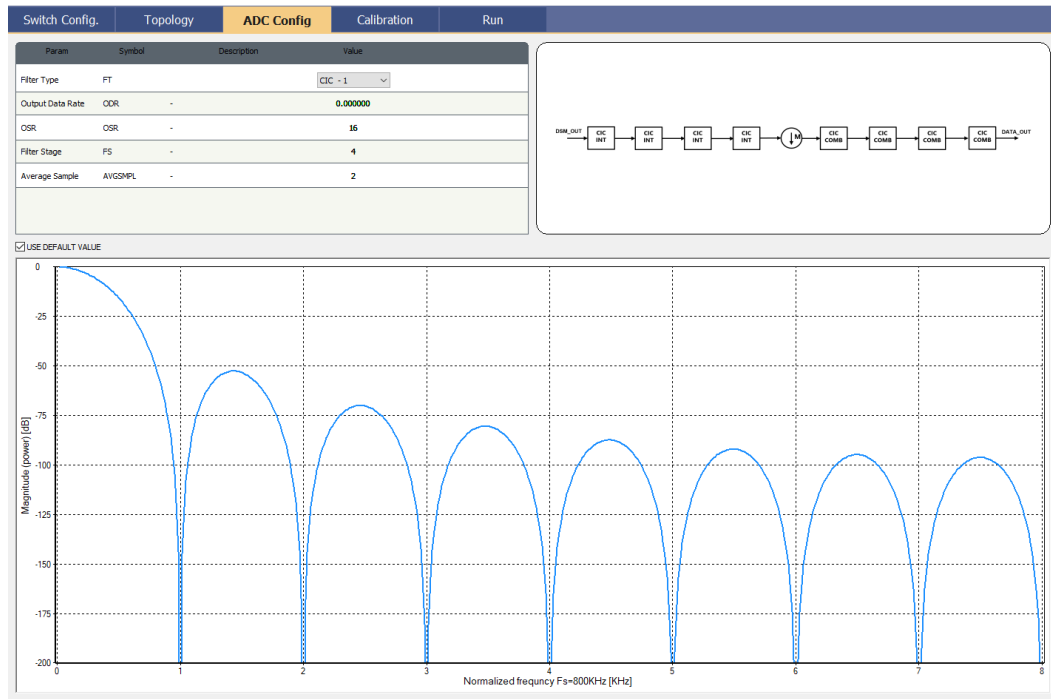 Switch Config. Topology ADC Config Calibration Run
Param Symbol Description Value
Filter Type FT CIC - 1
Output Data Rate ODR - 0.000000
OSR OSR - 16
Filter Stage FS - 4
Average Sample AVGSMPL - 2
DSM_OUT CIC INT CIC INT CIC INT CIC INT M CIC COMB CIC COMB CIC COMB CIC COMB DATA_OUT
USE DEFAULT VALUE
0
-25
-50
-75
-100
-125
-150
-175
-200
Magnitude (power) [dB]
0 1 2 3 4 5 6 7 8
Normalized frequncy Fs=800KHz [KHz]